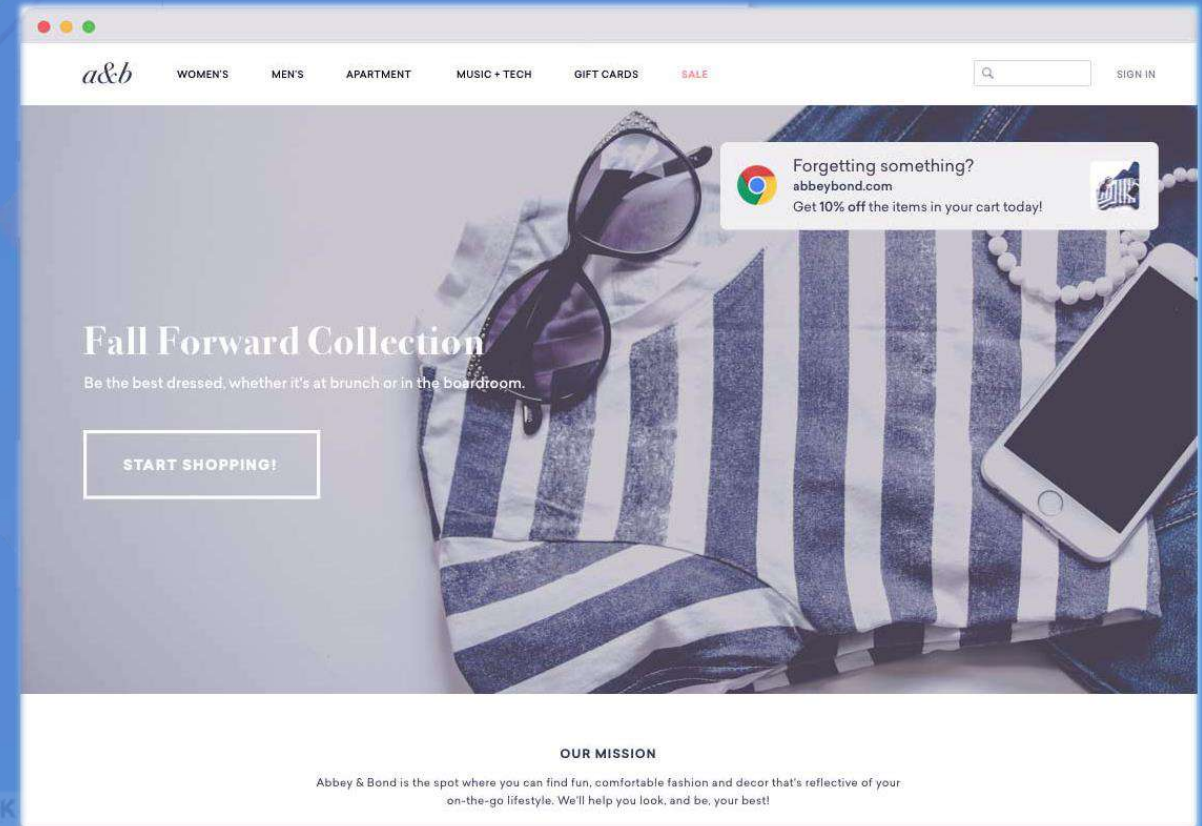 a&b
WOMEN'S MEN'S APARTMENT MUSIC + TECH GIFT CARDS SALE SIGN IN
Forgetting something?
abbeybond.com
Get 10% off the items in your cart today!
Fall Forward Collection
Be the best dressed, whether it's at brunch or in the boardroom.
START SHOPPING!
OUR MISSION
Abbey & Bond is the spot where you can find fun, comfortable fashion and decor that's reflective of your
on-the-go lifestyle. We'll help you look, and be, your best!
K